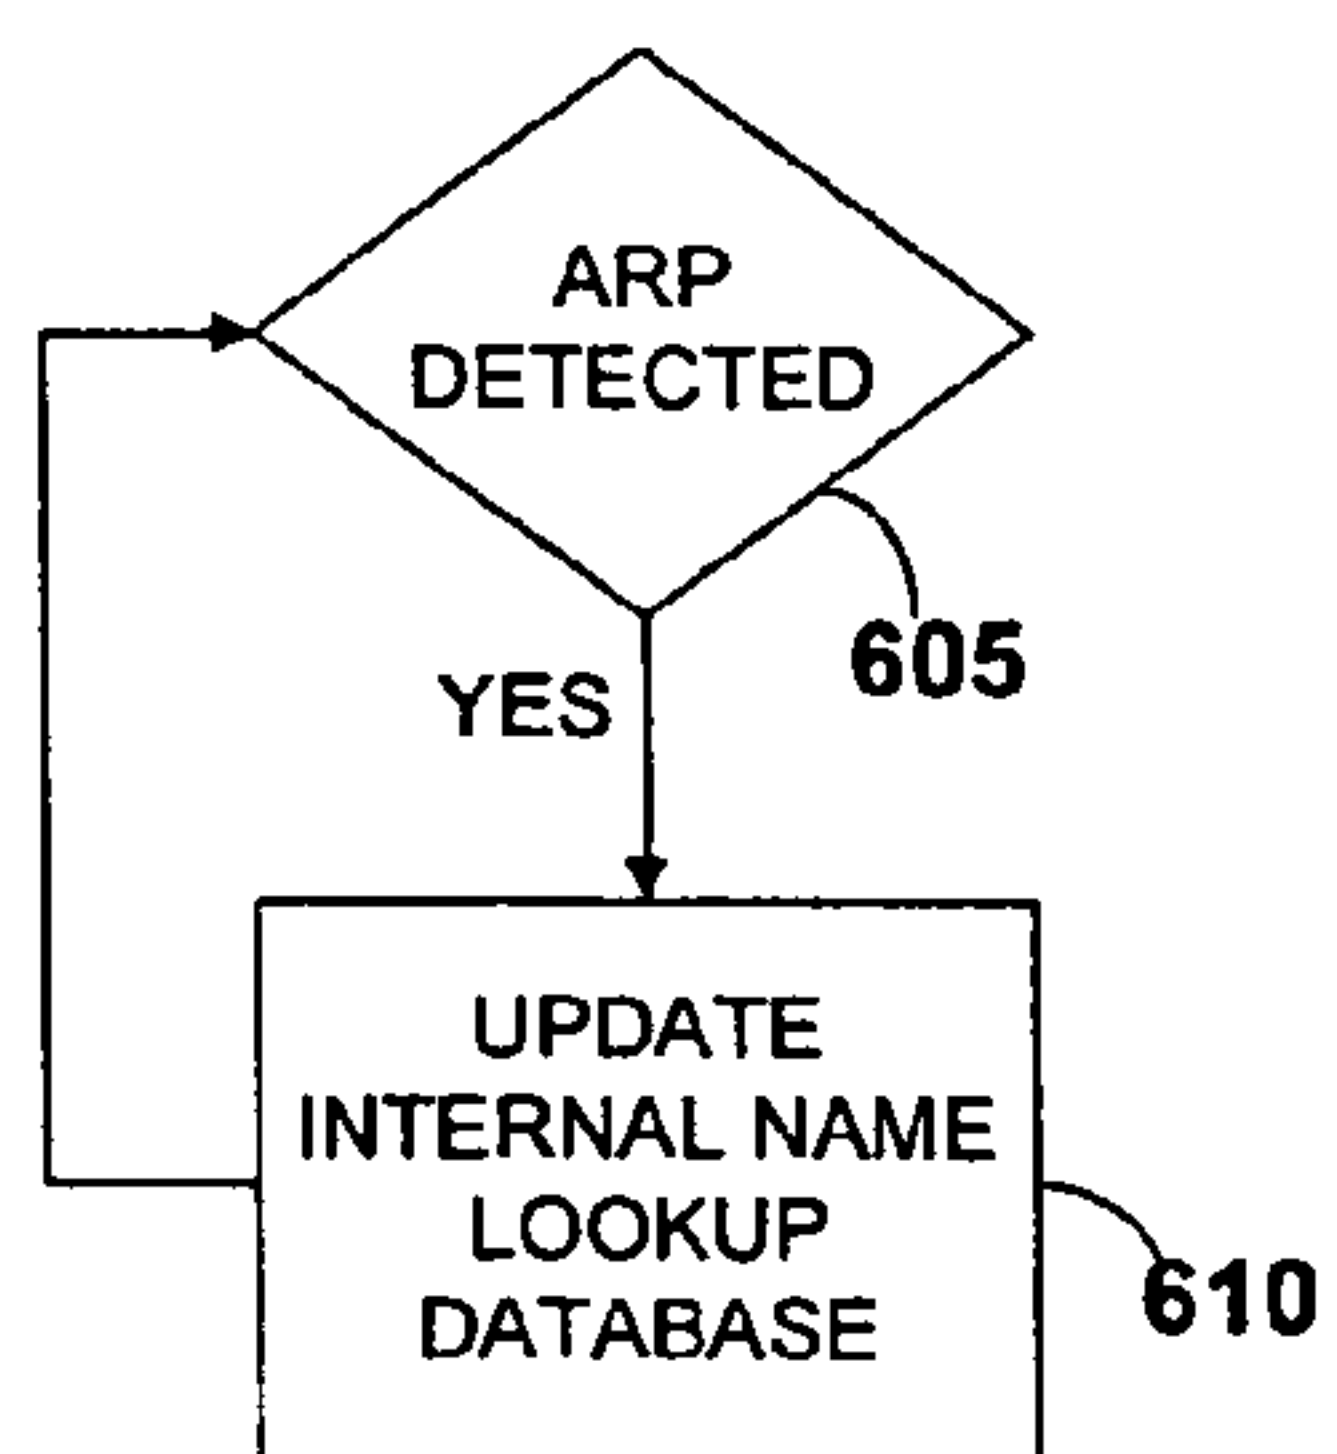 ARP
DETECTED
605
YES
UPDATE
INTERNAL NAME
LOOKUP
DATABASE
610